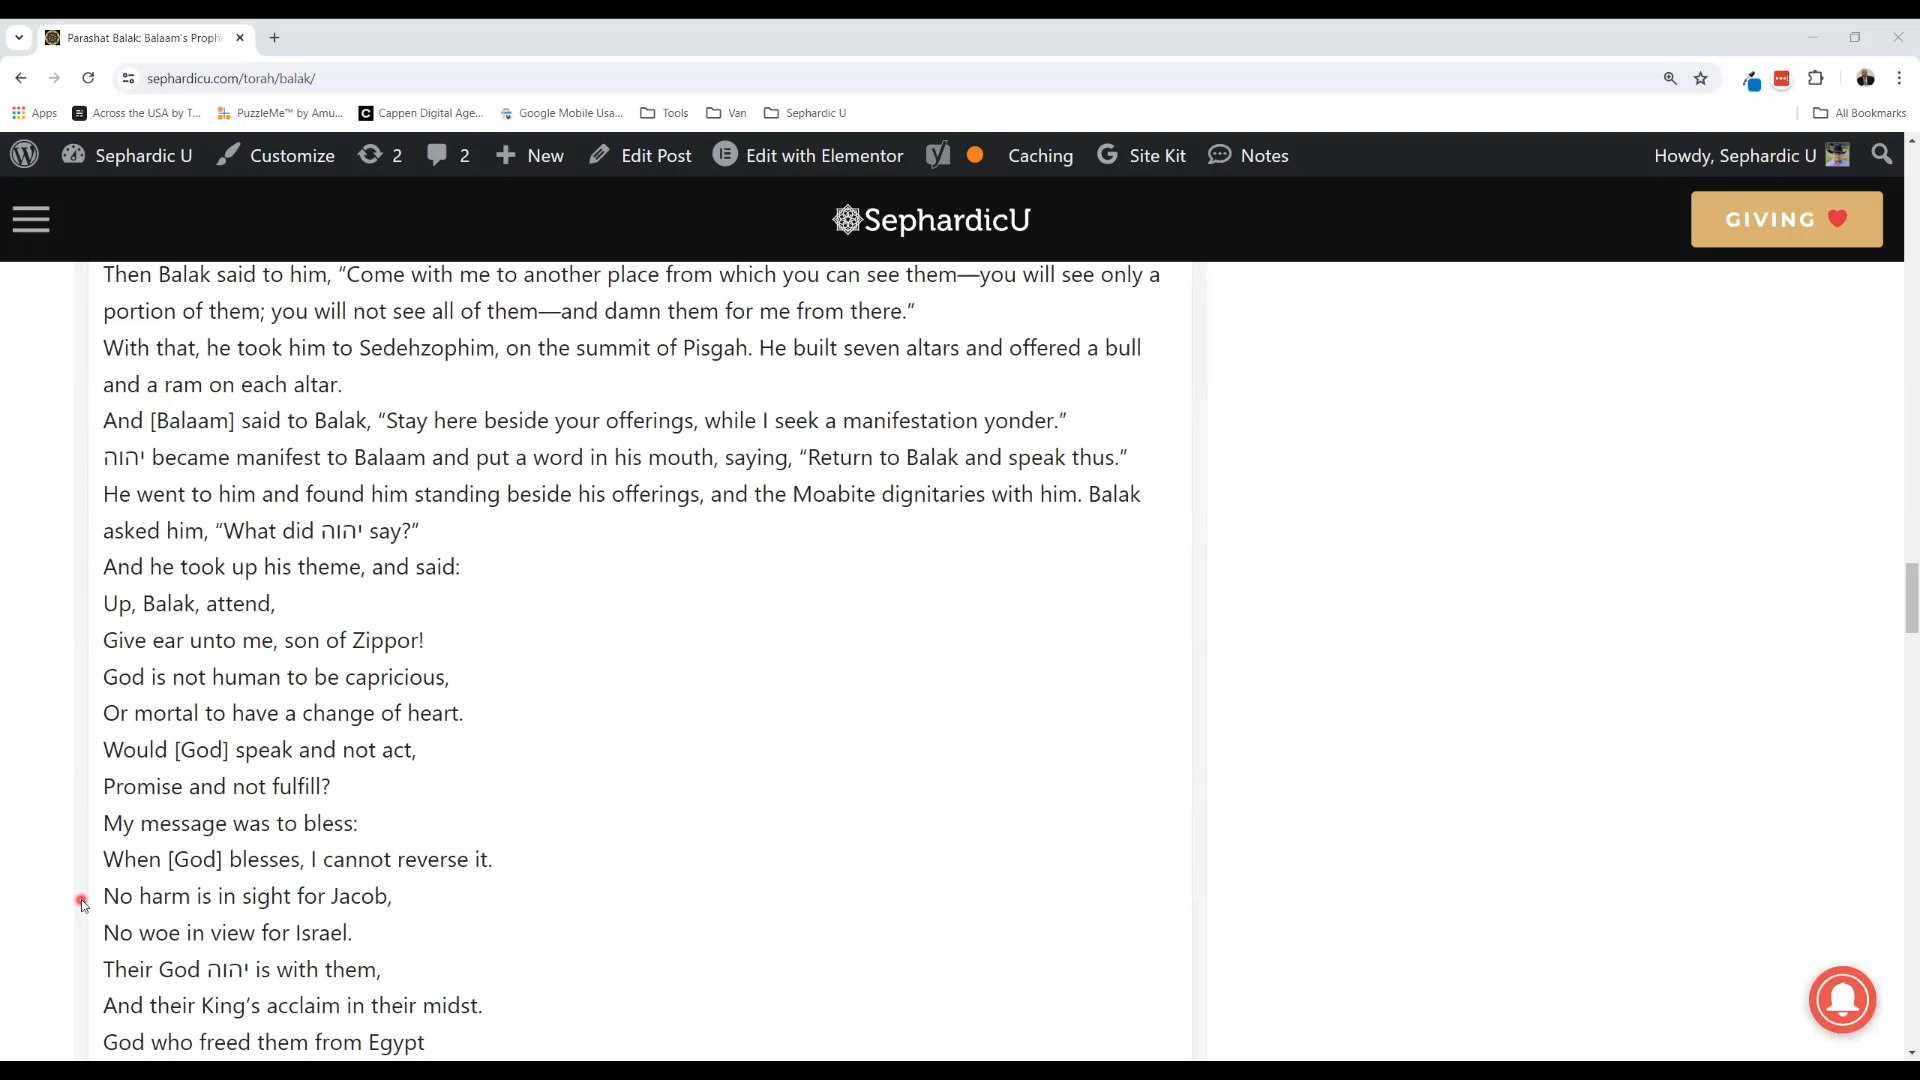 Parashat Balak: Balaam's Proph
sephardicu.com/torah/balak/
Apps
Across the USA by T...
PuzzleMe™ by Amu...
Cappen Digital Age...
Google Mobile Usa...
Tools
Van
Sephardic U
All Bookmarks
Sephardic U
Customize
2
2
New
Edit Post
Edit with Elementor
Caching
Site Kit
Notes
Howdy, Sephardic U
SephardicU
GIVING
Then Balak said to him, “Come with me to another place from which you can see them—you will see only a
portion of them; you will not see all of them—and damn them for me from there.”
With that, he took him to Sedehzophim, on the summit of Pisgah. He built seven altars and offered a bull
and a ram on each altar.
And [Balaam] said to Balak, “Stay here beside your offerings, while I seek a manifestation yonder.”
יהוה became manifest to Balaam and put a word in his mouth, saying, “Return to Balak and speak thus.”
He went to him and found him standing beside his offerings, and the Moabite dignitaries with him. Balak
asked him, “What did יהוה say?”
And he took up his theme, and said:
Up, Balak, attend,
Give ear unto me, son of Zippor!
God is not human to be capricious,
Or mortal to have a change of heart.
Would [God] speak and not act,
Promise and not fulfill?
My message was to bless:
When [God] blesses, I cannot reverse it.
No harm is in sight for Jacob,
No woe in view for Israel.
Their God יהוה is with them,
And their King’s acclaim in their midst.
God who freed them from Egypt